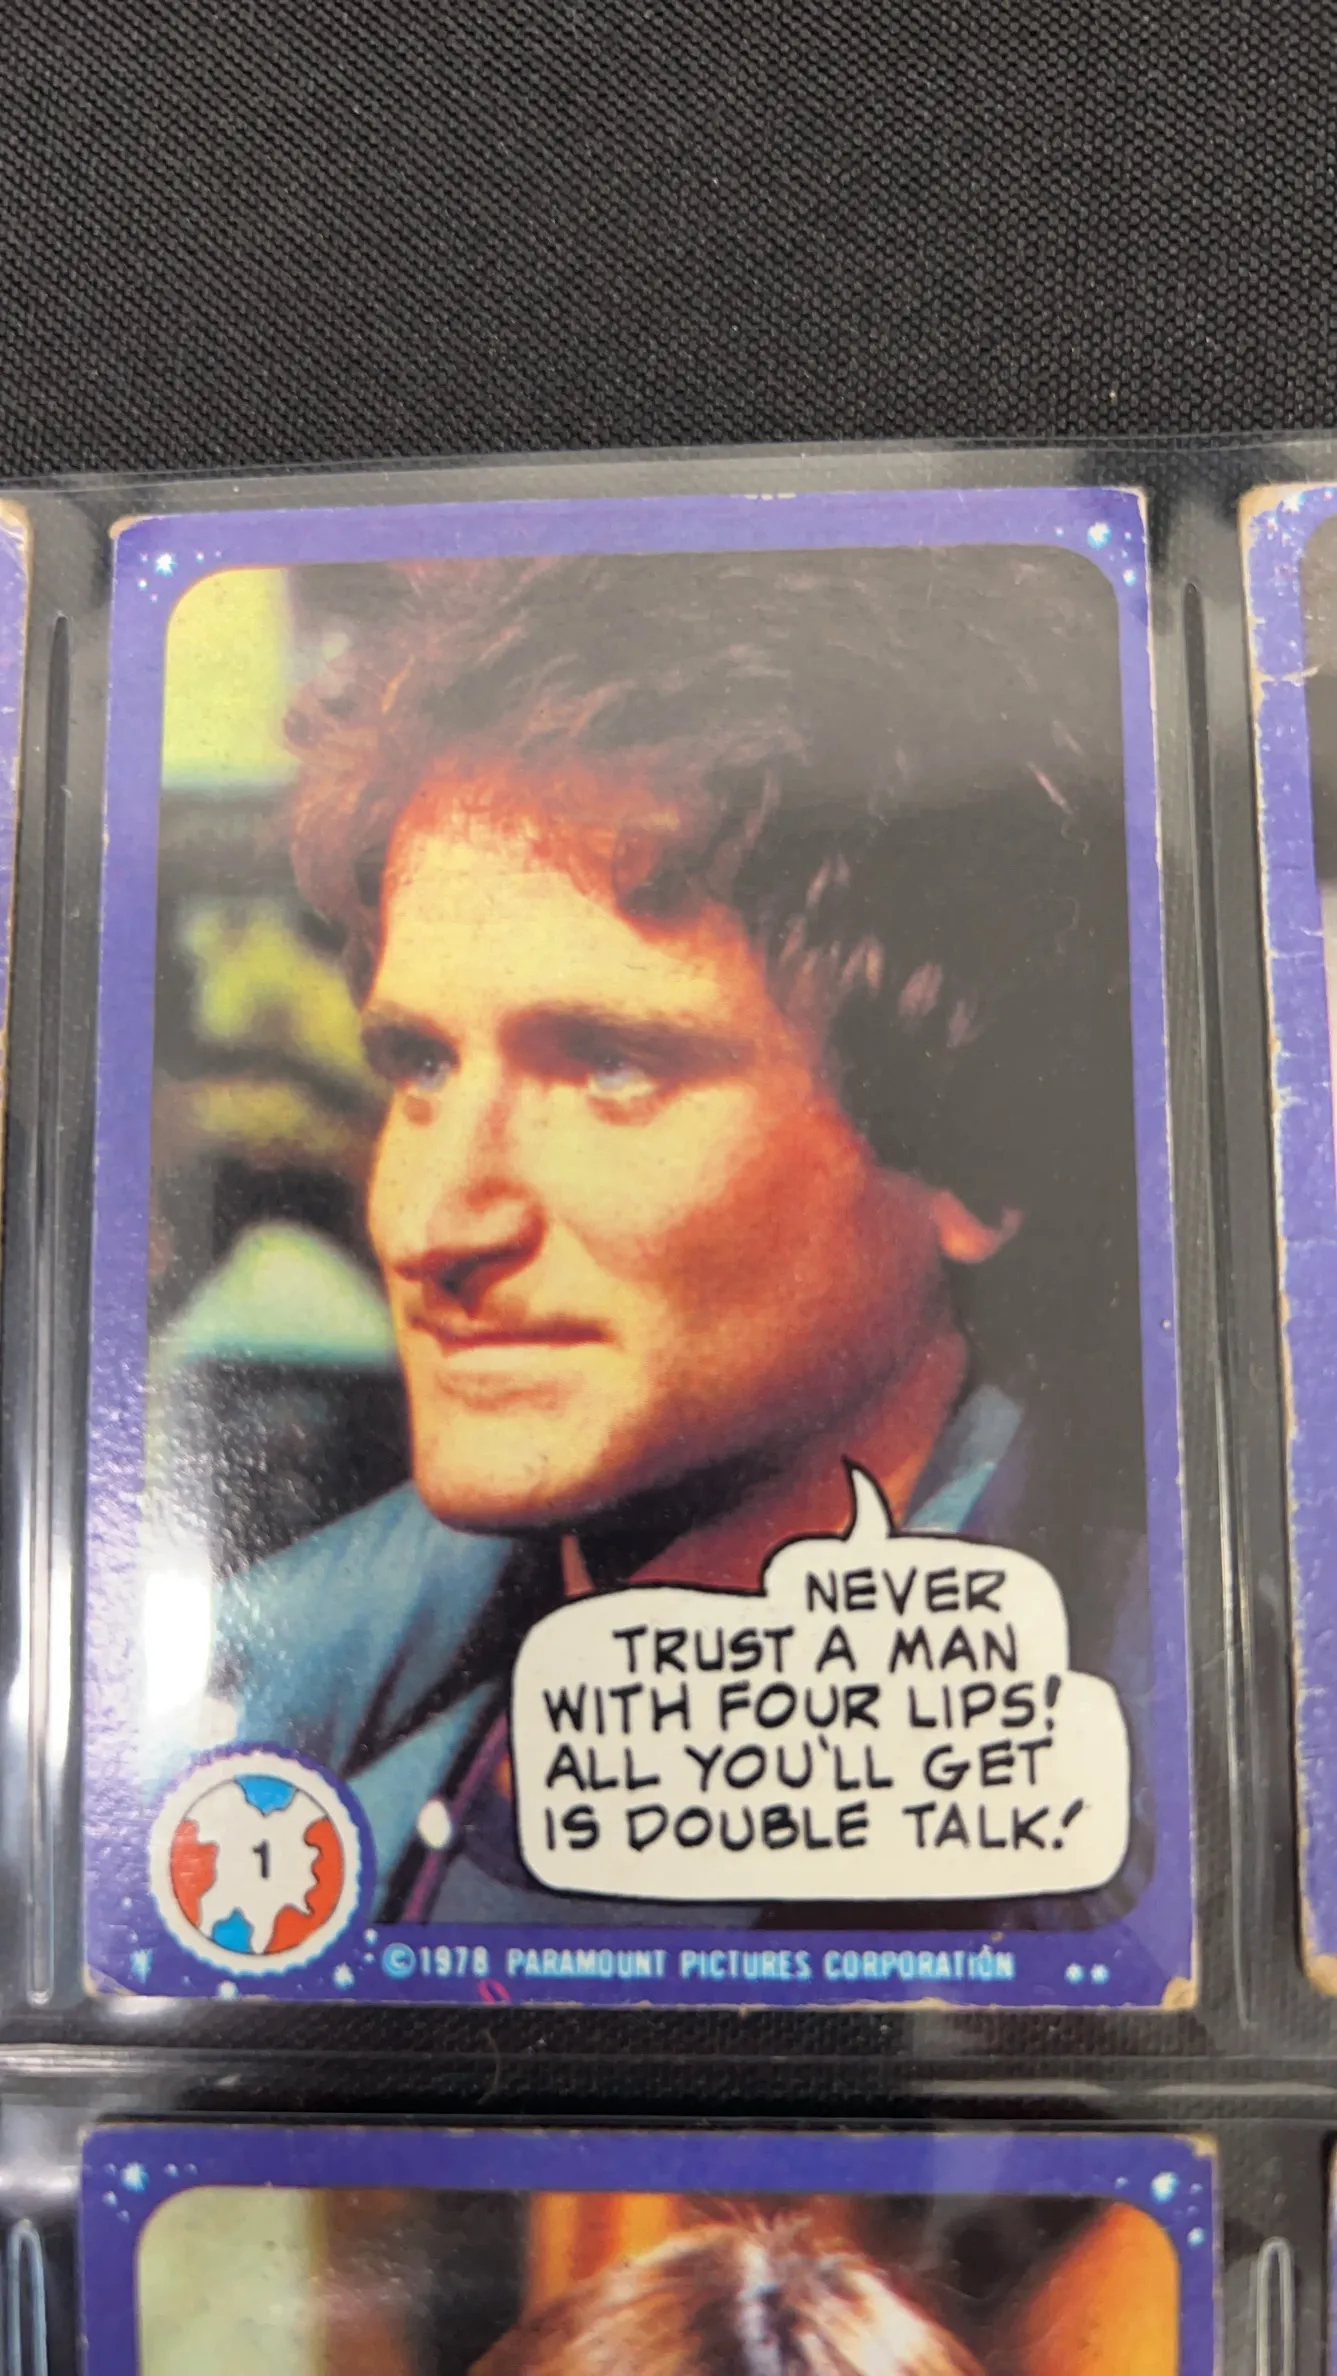 NEVER
TRUST A MAN
WITH FOUR LIPS!
ALL YOU'LL GET
IS DOUBLE TALK!
1
©1978 PARAMOUNT PICTURES CORPORATION **